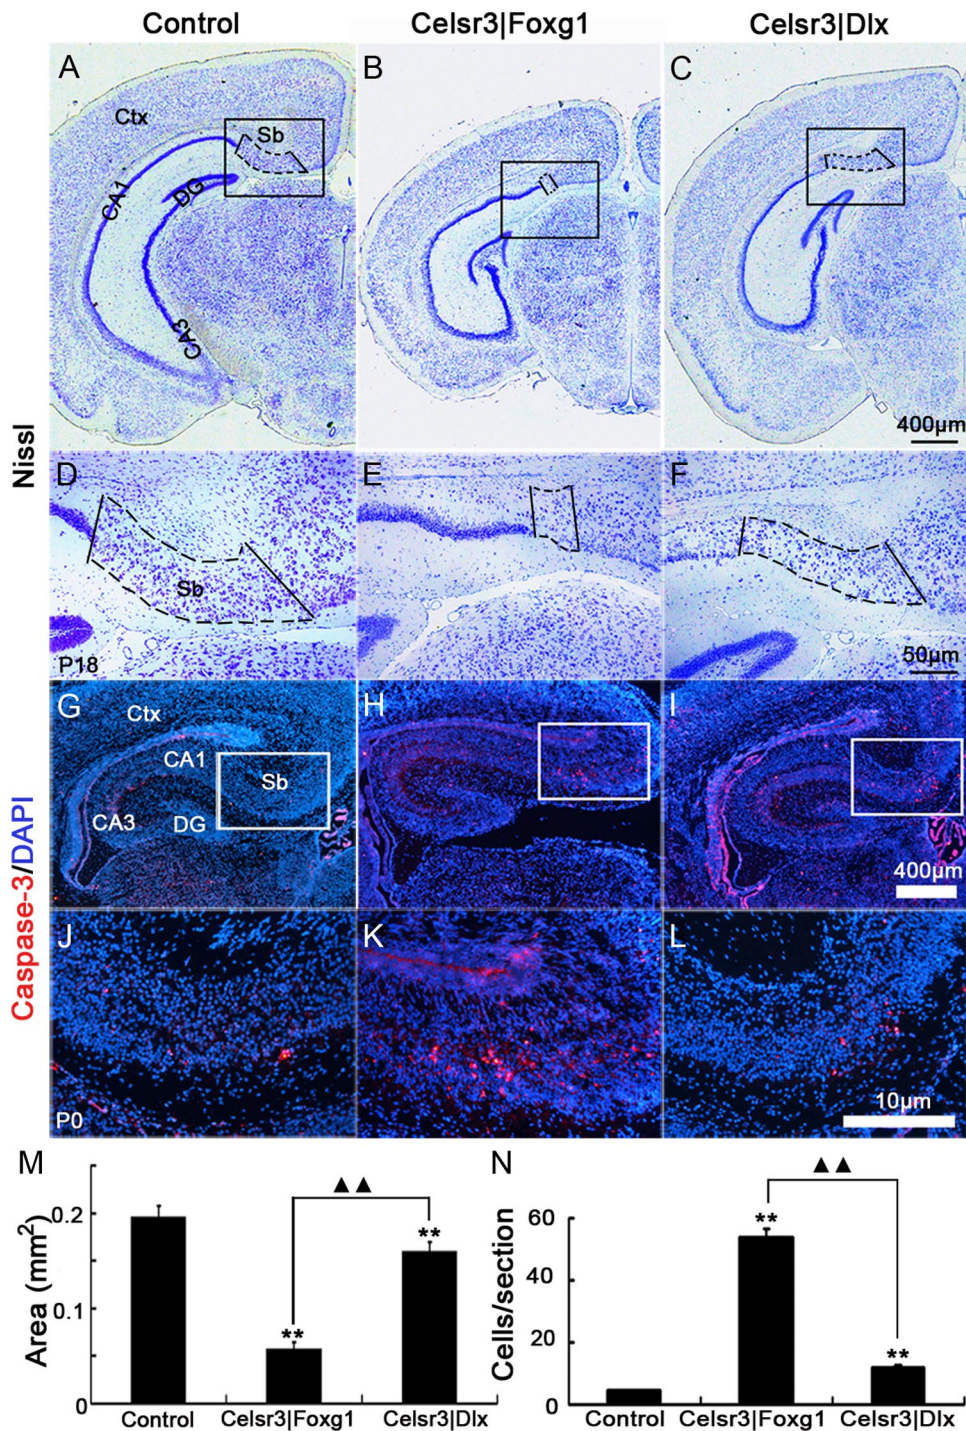 Control Celsr3|Foxg1 Celsr3|Dlx
A B C
Ctx
Sb
CA1
DG
CA3
400µm
Nissl
D E F
Sb
P18
50µm
G H I
Ctx
CA1
Sb
CA3
DG
400µm
Caspase-3/DAPI
J K L
P0
10µm
M
▲▲
Area (mm²)
0.2
**
0.1
**
0
Control Celsr3|Foxg1 Celsr3|Dlx
N
▲▲
Cells/section
60
**
40
20
**
0
Control Celsr3|Foxg1 Celsr3|Dlx